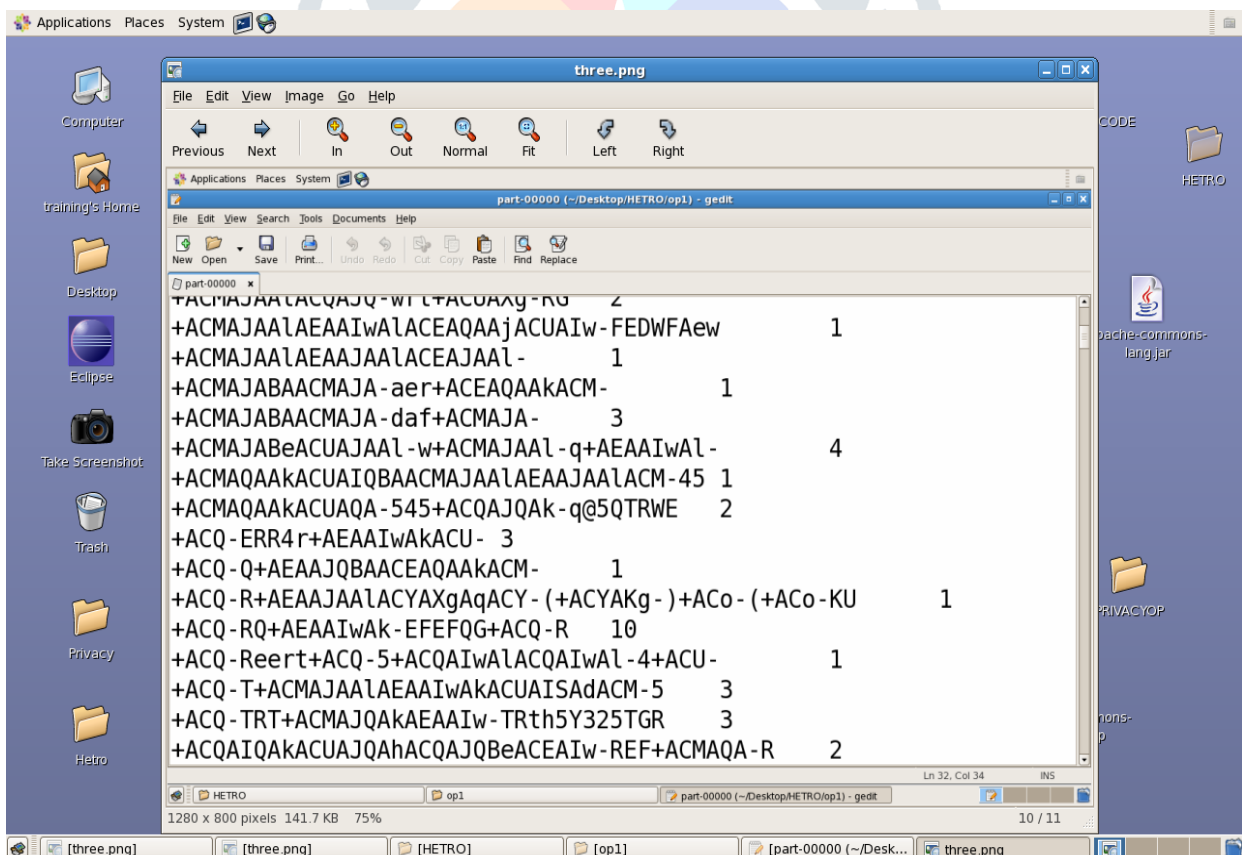 Applications Places System
three.png
File Edit View Image Go Help
Previous Next In Out Normal Fit Left Right
Applications Places System
part-00000 (~/Desktop/HETRO/op1) - gedit
File Edit View Search Tools Documents Help
New Open Save Print... Undo Redo Cut Copy Paste Find Replace
part-00000
+ACMAJAAlACQAJQ-wrt+ACUAXg-RG 2
+ACMAJAAlAEAAIwAlACEAQAAjACUAIw-FEDWFAew 1
+ACMAJAAlAEAAJAAlACEAJAAl- 1
+ACMAJABAACMAJA-aer+ACEAQAAkACM- 1
+ACMAJABAACMAJA-daf+ACMAJA- 3
+ACMAJABeACUAJAAl-w+ACMAJAAl-q+AEAAIwAl- 4
+ACMAQAAkACUAIQBAACMAJAAlAEAAJAAlACM-45 1
+ACMAQAAkACUAQA-545+ACQAJQAk-q@5QTRWE 2
+ACQ-ERR4r+AEAAIwAkACU- 3
+ACQ-Q+AEAAJQBAACEAQAAkACM- 1
+ACQ-R+AEAAJAAlACYAXgAqACY-(+ACYAKg-)+ACo-(+ACo-KU 1
+ACQ-RQ+AEAAIwAk-EFEFQG+ACQ-R 10
+ACQ-Reert+ACQ-5+ACQAIwAlACQAIwAl-4+ACU- 1
+ACQ-T+ACMAJAAlAEAAIwAkACUAISAdACM-5 3
+ACQ-TRT+ACMAJQAkAEAAIw-TRth5Y325TGR 3
+ACQAIQAkACUAJQAhACQAJQBeACEAIw-REF+ACMAQA-R 2
Ln 32, Col 34 INS
HETRO op1 part-00000 (~/Desktop/HETRO/op1) - gedit
1280 x 800 pixels 141.7 KB 75% 10 / 11
Computer
training's Home
Desktop
Eclipse
Take Screenshot
Trash
Privacy
Hetro
CODE
HETRO
pache-commons-
lang.jar
PRIVACYOP
mons-
p
[three.png] [three.png] [HETRO] [op1] [part-00000 (~/Desk... three.png